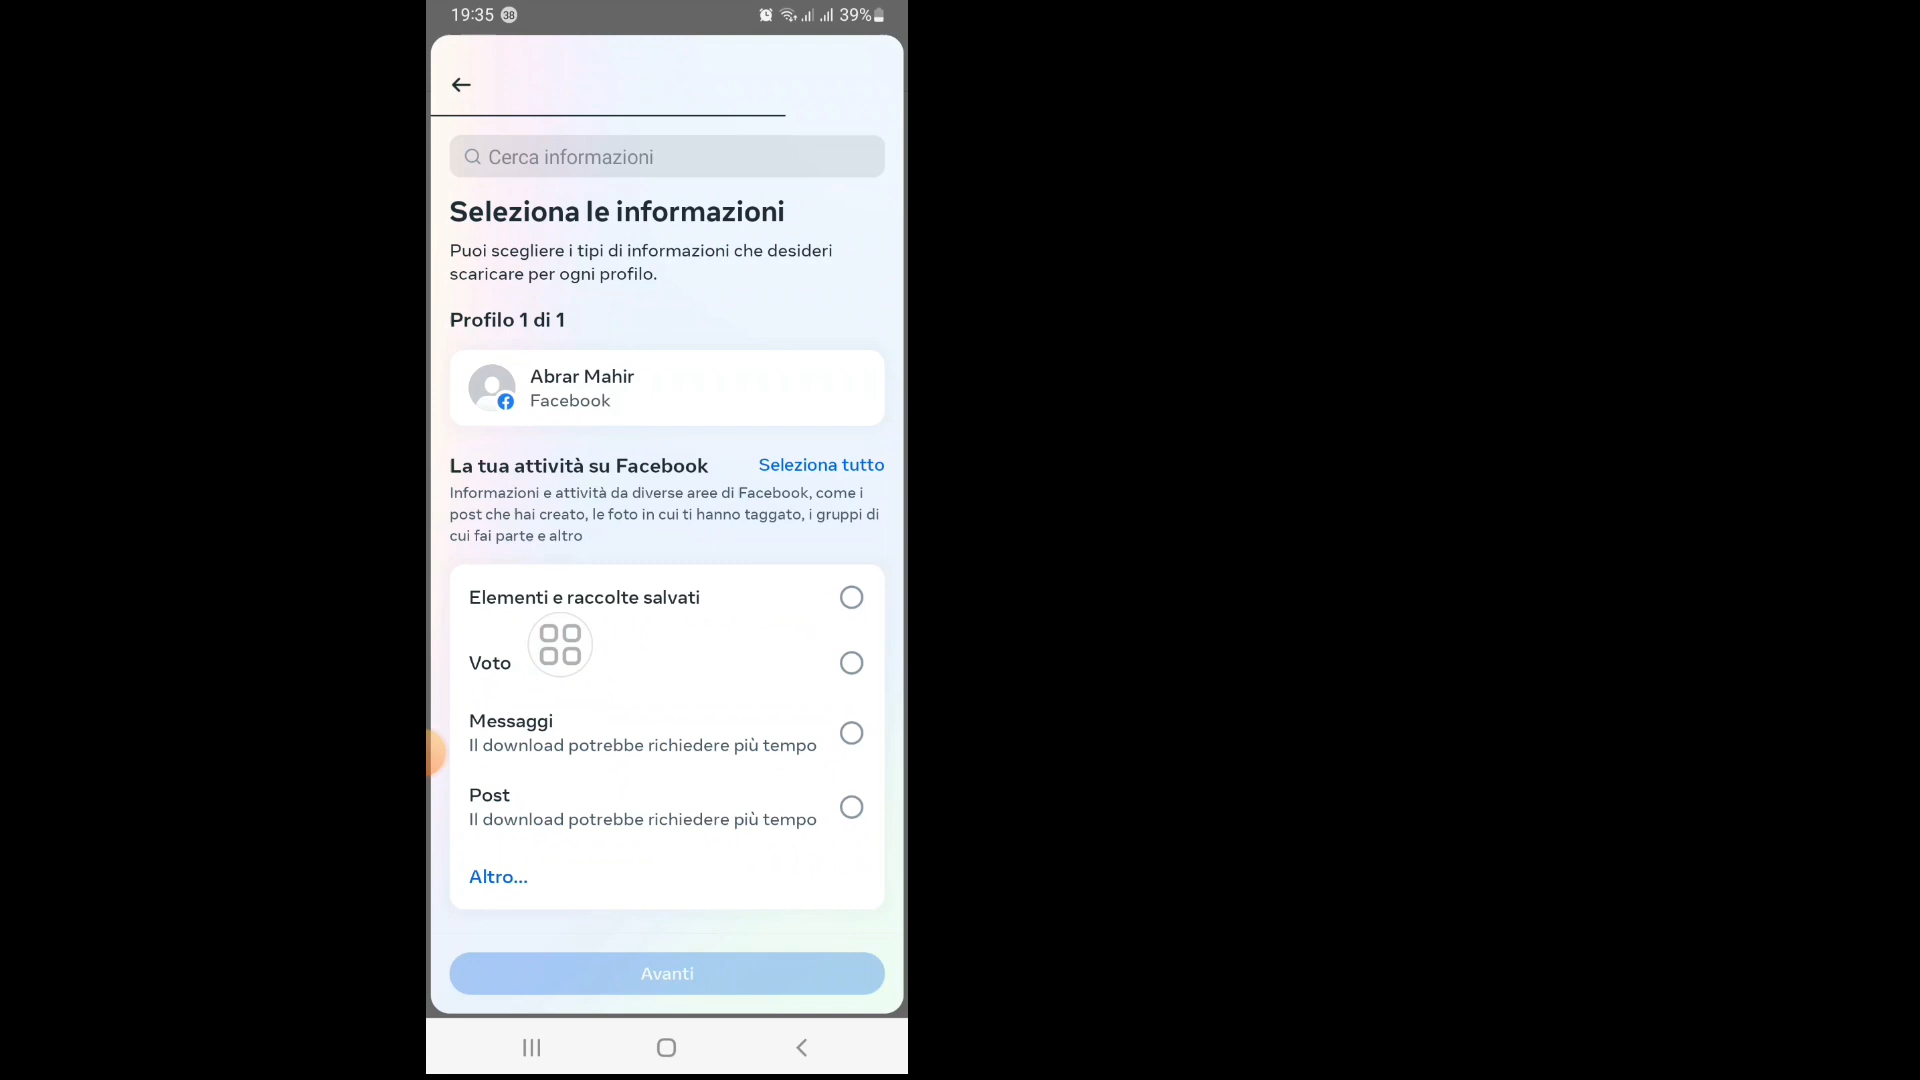 19:35 38 39%
Cerca informazioni
Seleziona le informazioni
Puoi scegliere i tipi di informazioni che desideri
scaricare per ogni profilo.
Profilo 1 di 1
Abrar Mahir
Facebook
La tua attività su Facebook Seleziona tutto
Informazioni e attività da diverse aree di Facebook, come i
post che hai creato, le foto in cui ti hanno taggato, i gruppi di
cui fai parte e altro
Elementi e raccolte salvati
Voto
Messaggi
Il download potrebbe richiedere più tempo
Post
Il download potrebbe richiedere più tempo
Altro...
Avanti